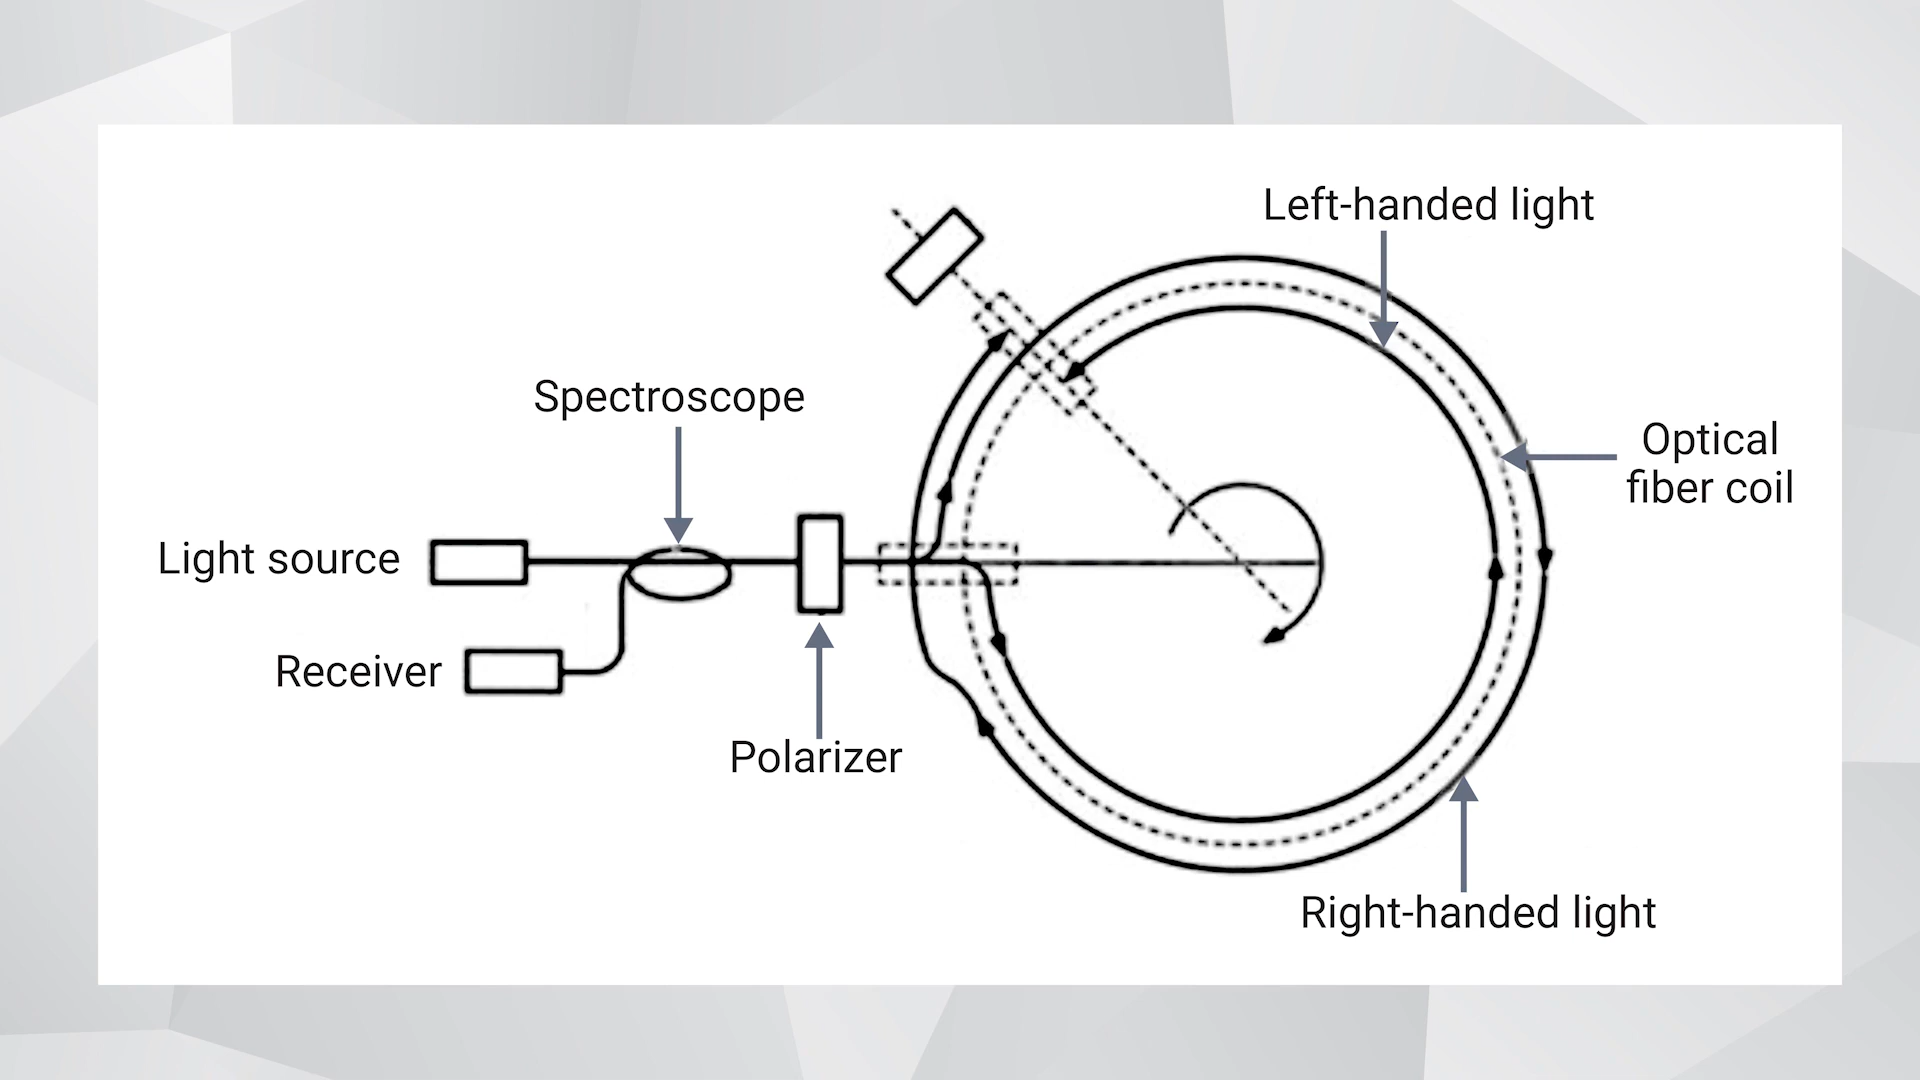 Left-handed light
Spectroscope
Optical
fiber coil
Light source
Receiver
Polarizer
Right-handed light